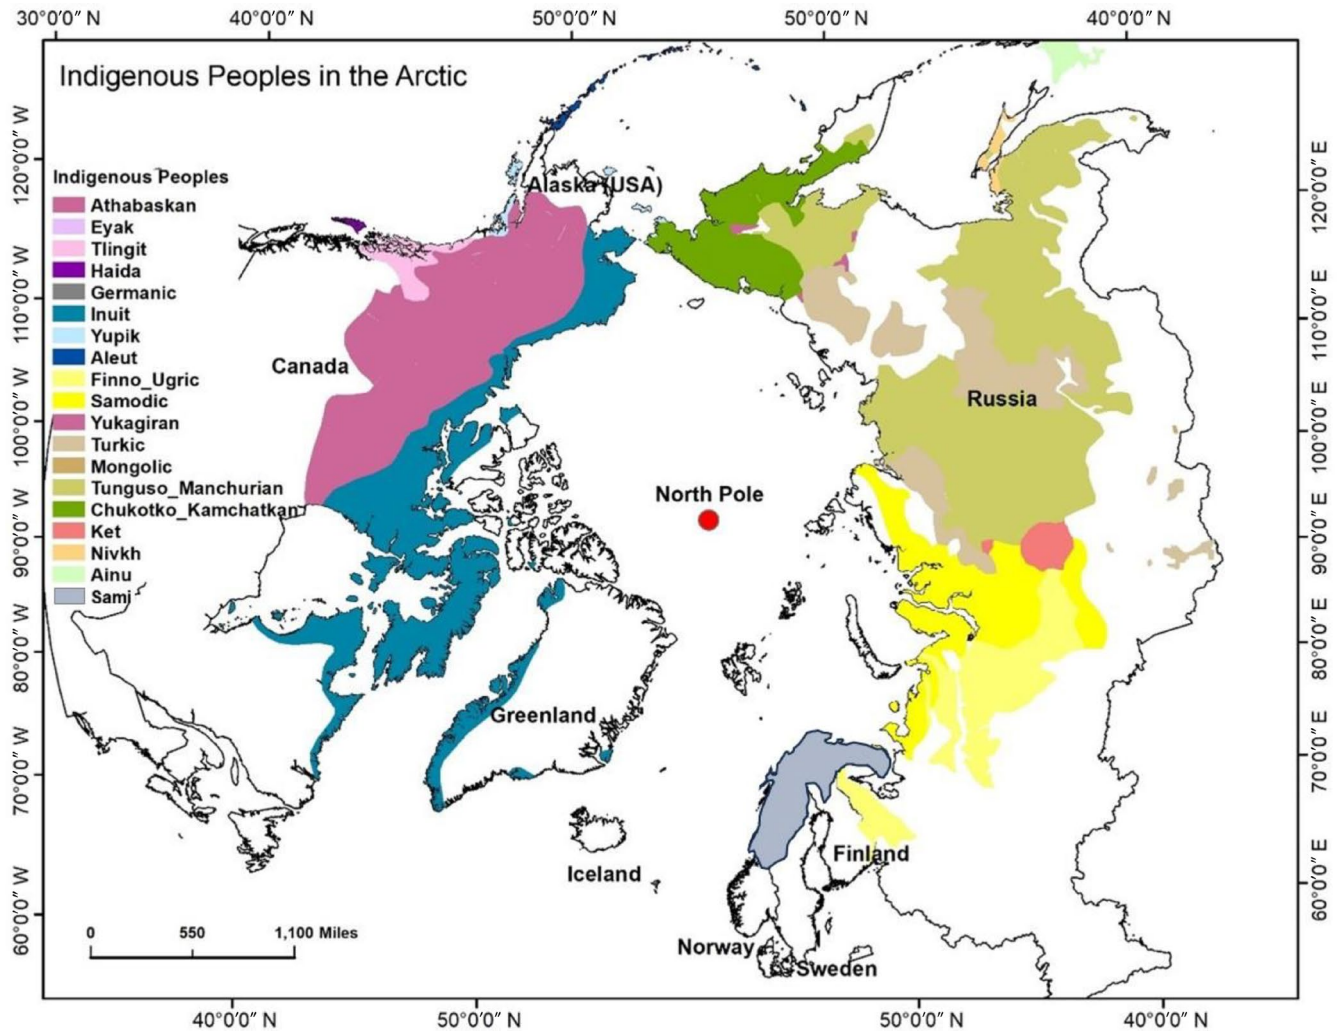 30°0′0″ W 40°0′0″ N 50°0′0″ N 50°0′0″ N 40°0′0″ N
Indigenous Peoples in the Arctic
120°0′0″ W
110°0′0″ W
100°0′0″ W
90°0′0″ W
80°0′0″ W
70°0′0″ W
60°0′0″ W
Indigenous Peoples
Athabaskan
Eyak
Tlingit
Haida
Germanic
Inuit
Yupik
Aleut
Finno_Ugric
Samodic
Yukagiran
Turkic
Mongolic
Tunguso_Manchurian
Chukotko_Kamchatkan
Ket
Nivkh
Ainu
Sami
Alaska (USA)
Canada
Russia
North Pole
Greenland
Iceland
Finland
Norway
Sweden
120°0′0″ E
110°0′0″ E
100°0′0″ E
90°0′0″ E
80°0′0″ E
70°0′0″ E
60°0′0″ E
0 550 1,100 Miles
40°0′0″ N 50°0′0″ N 50°0′0″ N 40°0′0″ N